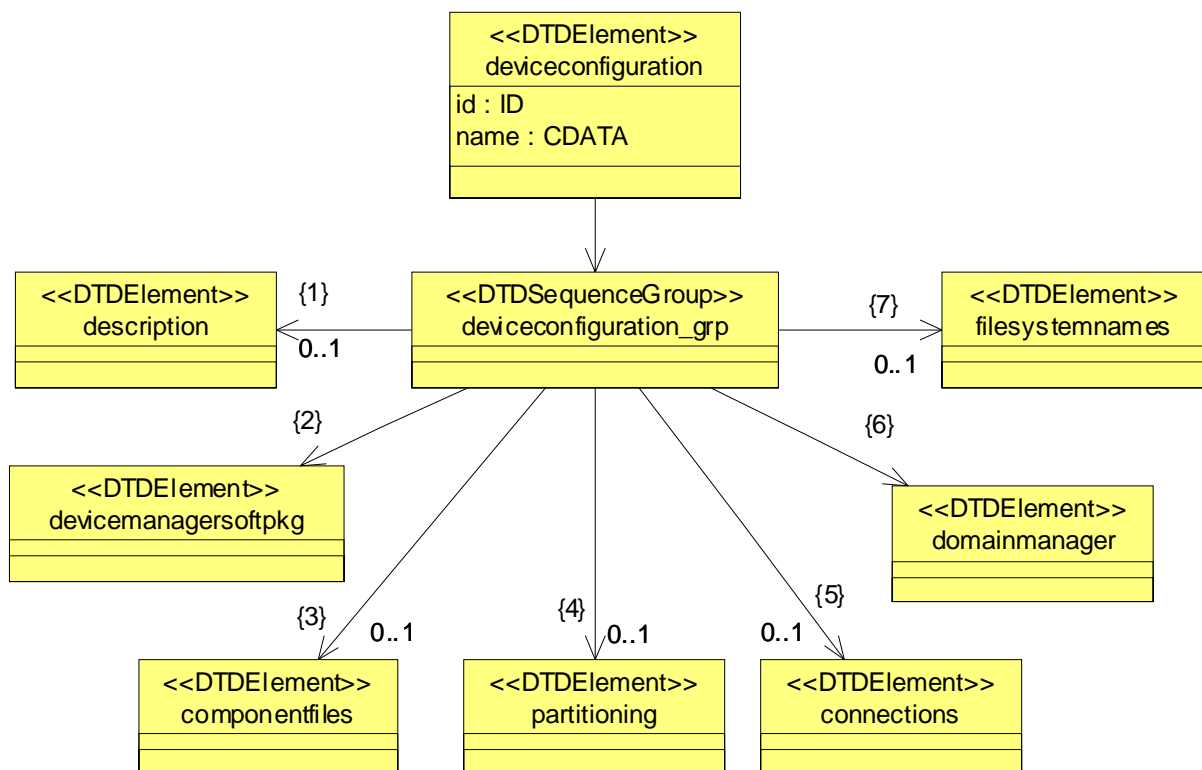 <<DTDElement>>
deviceconfiguration
id : ID
name : CDATA
<<DTDElement>>
description
{1}
0..1
<<DTDSequenceGroup>>
deviceconfiguration_grp
{7}
0..1
<<DTDElement>>
filesystemnames
{2}
<<DTDElement>>
devicemanagersoftpkg
{6}
<<DTDElement>>
domainmanager
{3}
0..1
<<DTDElement>>
componentfiles
{4}
0..1
<<DTDElement>>
partitioning
{5}
0..1
<<DTDElement>>
connections